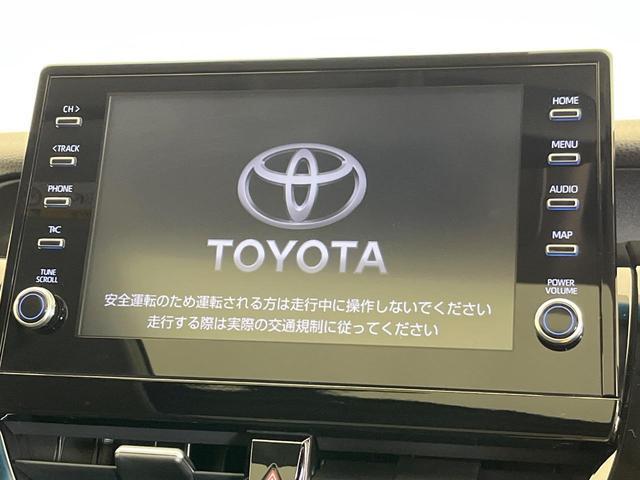 CH >
< TRACK
PHONE
T&C
TUNE
SCROLL
HOME
MENU
AUDIO
MAP
POWER
VOLUME
TOYOTA
安全運転のため運転される方は走行中に操作しないでください
走行する際は実際の交通規制に従ってください